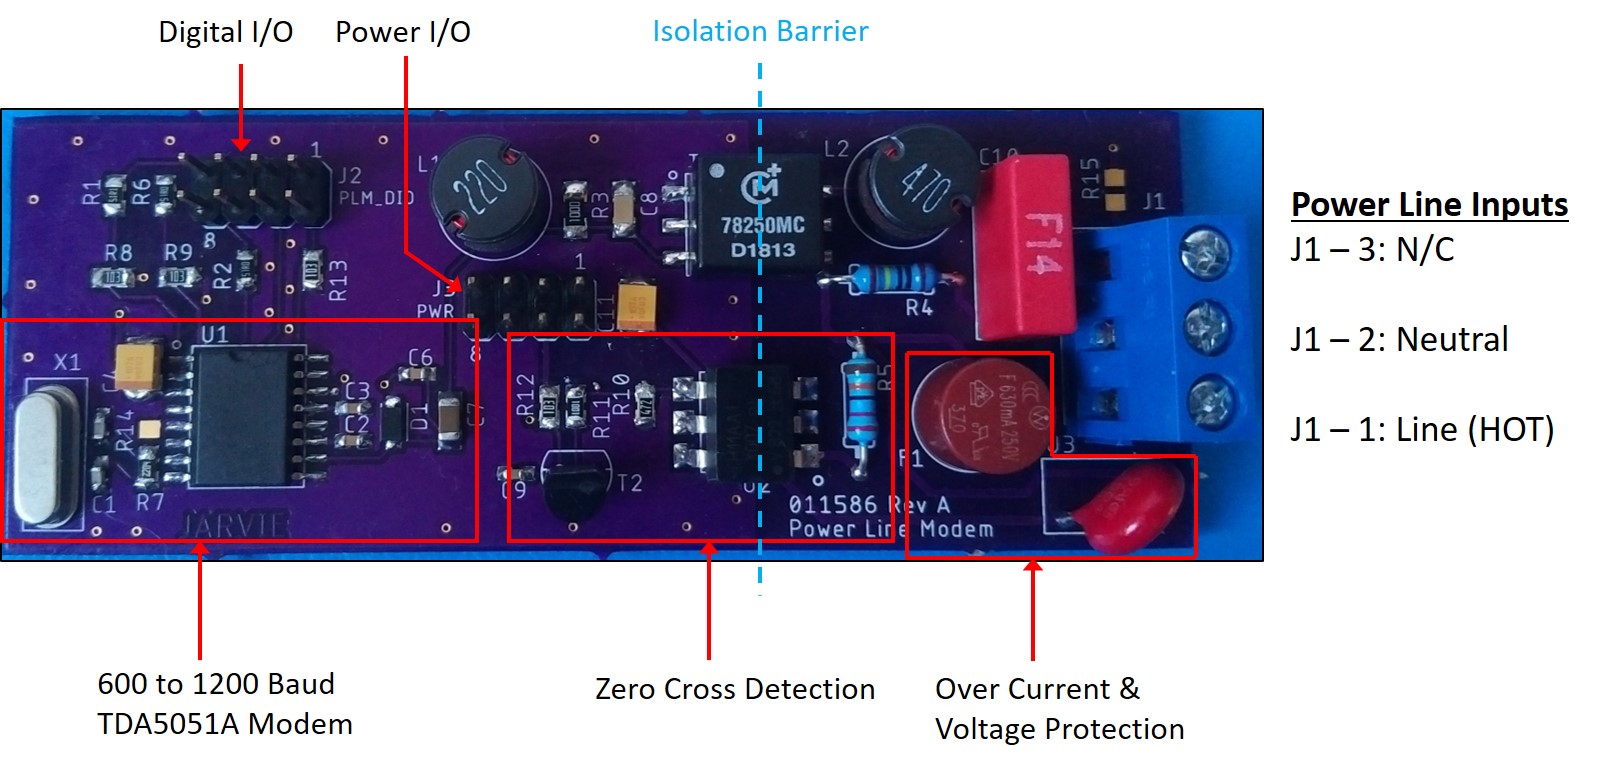 Digital I/O
Power I/O
Isolation Barrier
1
J2
PLM_DIO
8
R1
R6
R8
R9
R2
R13
L1
220
R3
C8
78250MC
D1813
L2
470
C10
F14
R15
J1
R4
1
PWR
8
C11
U1
X1
C6
C3
C2
D1
C7
R14
C1
R7
JARVIE
R12
R11
R10
C9
T2
U2
R5
F1
F 630mA 250V
011586 Rev A
Power Line Modem
Power Line Inputs
J1 – 3: N/C
J1 – 2: Neutral
J1 – 1: Line (HOT)
600 to 1200 Baud
TDA5051A Modem
Zero Cross Detection
Over Current &
Voltage Protection